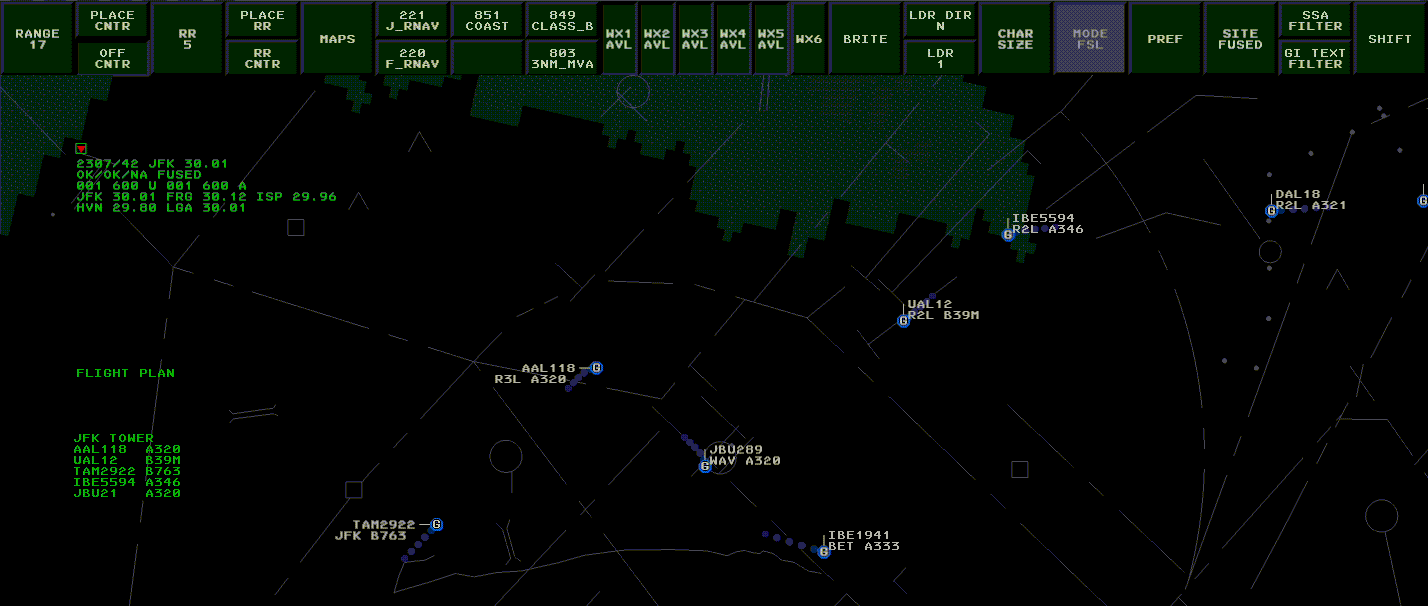 RANGE
17
PLACE
CNTR
OFF
CNTR
RR
5
PLACE
RR
RR
CNTR
MAPS
221
J_RNAV
220
F_RNAV
851
COAST
849
CLASS_B
803
3NM_MVA
WX1
AVL
WX2
AVL
WX3
AVL
WX4
AVL
WX5
AVL
WX6
BRITE
LDR DIR
N
LDR
1
CHAR
SIZE
MODE
FSL
PREF
SITE
FUSED
SSA
FILTER
GI TEXT
FILTER
SHIFT
2307/42 JFK 30.01
OK/OK/NA FUSED
001 600 U 001 600 A
JFK 30.01 FRG 30.12 ISP 29.96
HVN 29.80 LGA 30.01
DAL18
R2L A321
G
G
IBE5594
R2L A346
G
UAL12
R2L B39M
G
AAL118
R3L A320
G
FLIGHT PLAN
JFK TOWER
AAL118 A320
UAL12 B39M
TAM2922 B763
IBE5594 A346
JBU21 A320
JBU289
WAV A320
G
TAM2922
JFK B763
G
IBE1941
BET A333
G